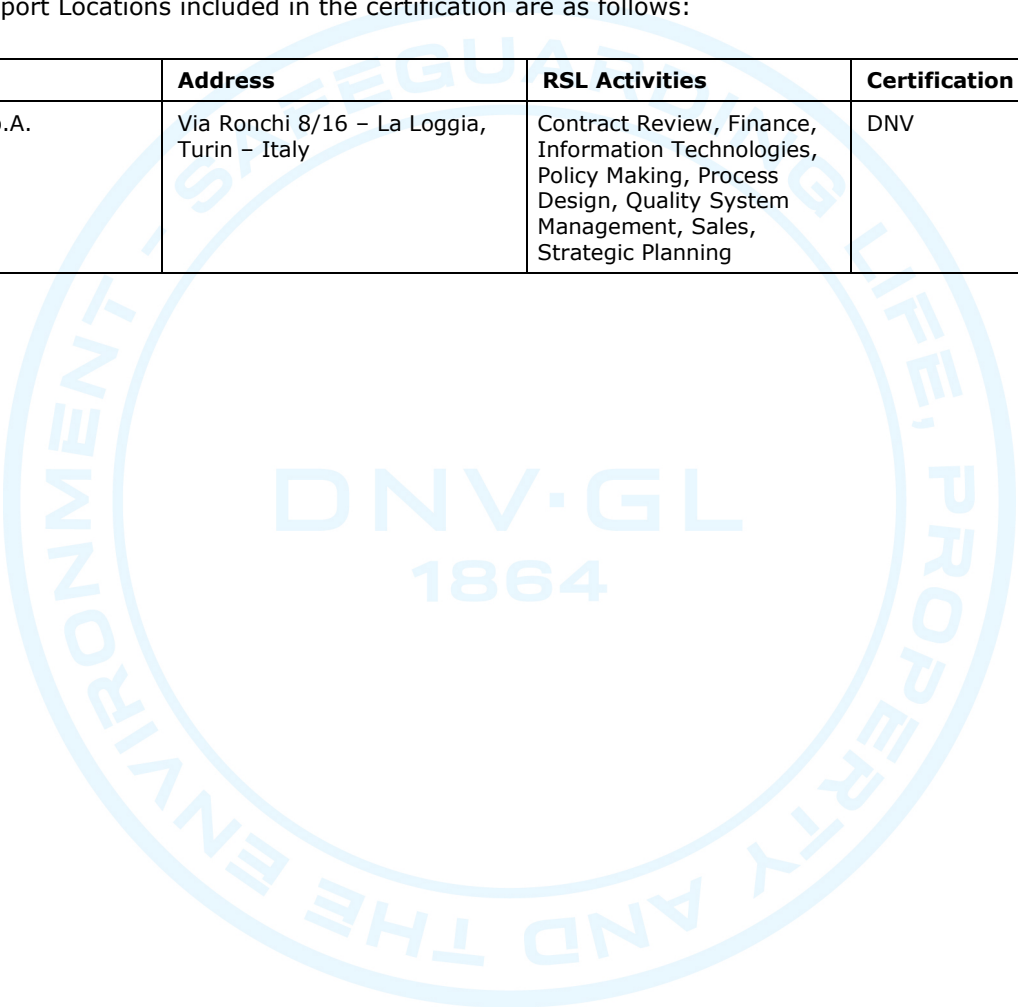 port Locations included in the certification are as follows:
Address RSL Activities Certification
.A. Via Ronchi 8/16 – La Loggia, Contract Review, Finance, DNV
Turin – Italy Information Technologies,
Policy Making, Process
Design, Quality System
Management, Sales,
Strategic Planning
SAFEGUARDING LIFE, PROPERTY AND THE ENVIRONMENT -
DNV·GL
1864